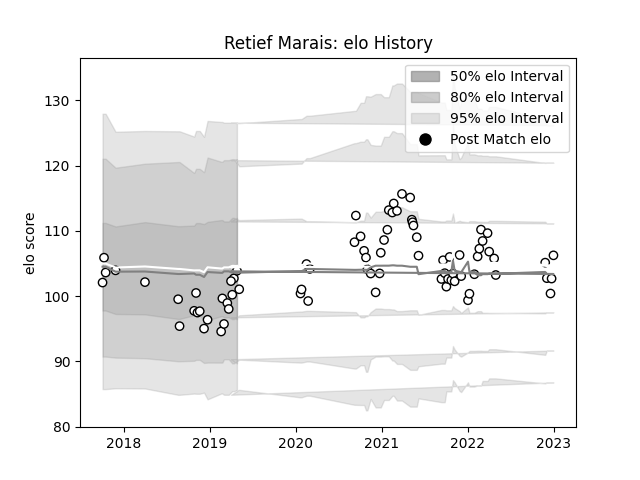 Retief Marais: elo History
50% elo Interval
80% elo Interval
95% elo Interval
Post Match elo
elo score
130
120
110
100
90
80
2018
2019
2020
2021
2022
2023